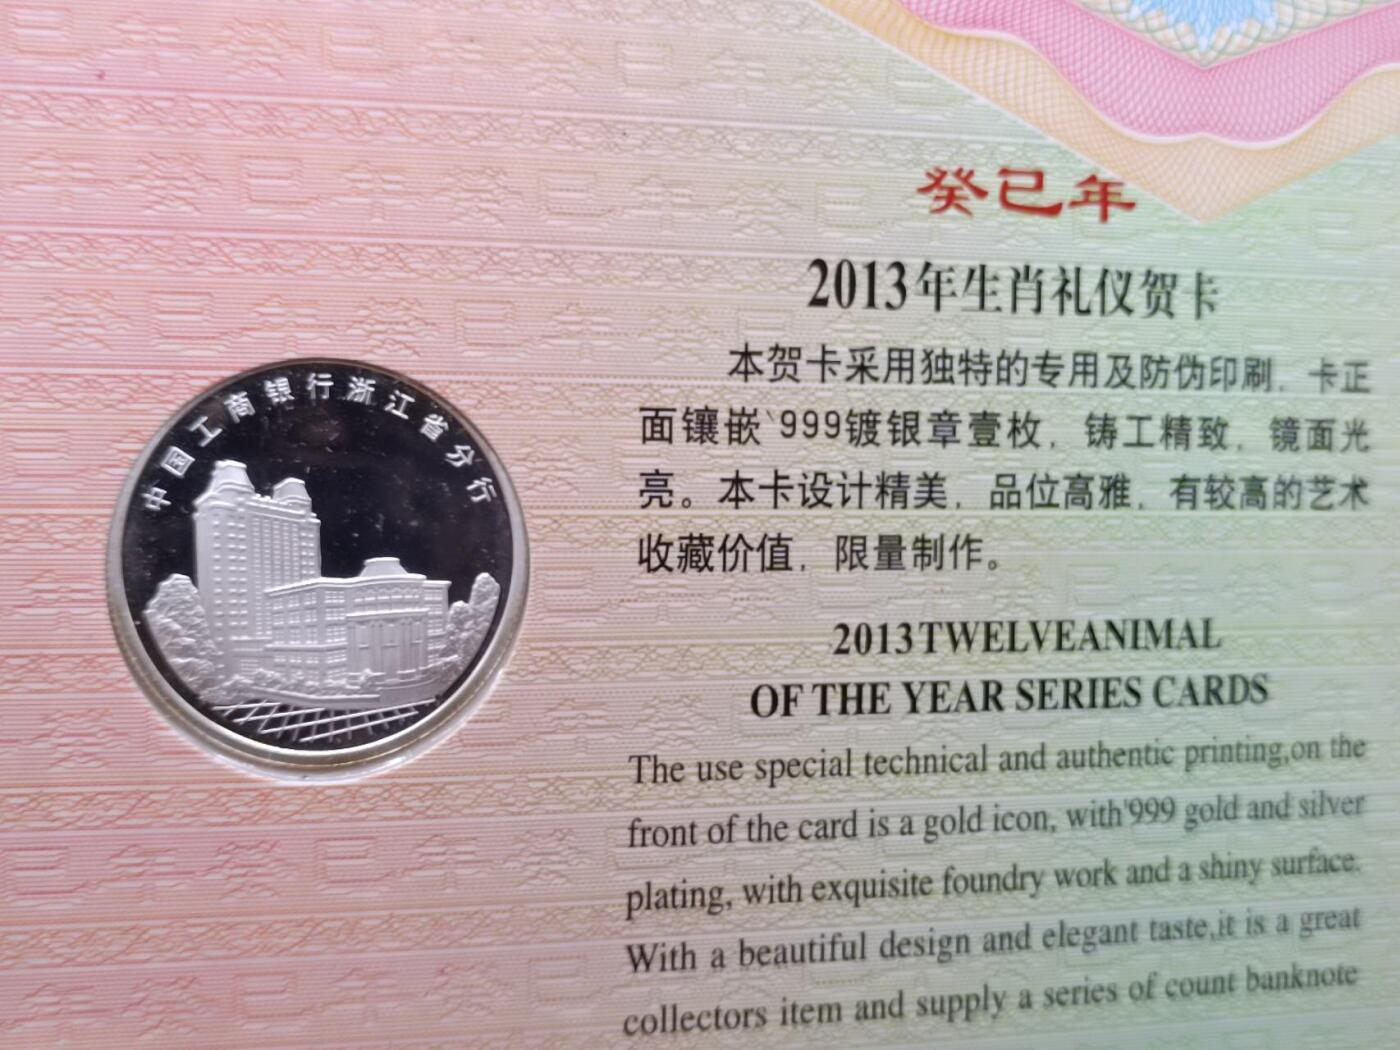 中国工商银行浙江省分行
癸巳年
2013年生肖礼仪贺卡
本贺卡采用独特的专用及防伪印刷，卡正
面镶嵌`999镀银章壹枚，铸工精致，镜面光
亮。本卡设计精美，品位高雅，有较高的艺术
收藏价值，限量制作。
2013TWELVEANIMAL
OF THE YEAR SERIES CARDS
The use special technical and authentic printing,on the
front of the card is a gold icon, with'999 gold and silver
plating, with exquisite foundry work and a shiny surface.
With a beautiful design and elegant taste,it is a great
collectors item and supply a series of count banknote